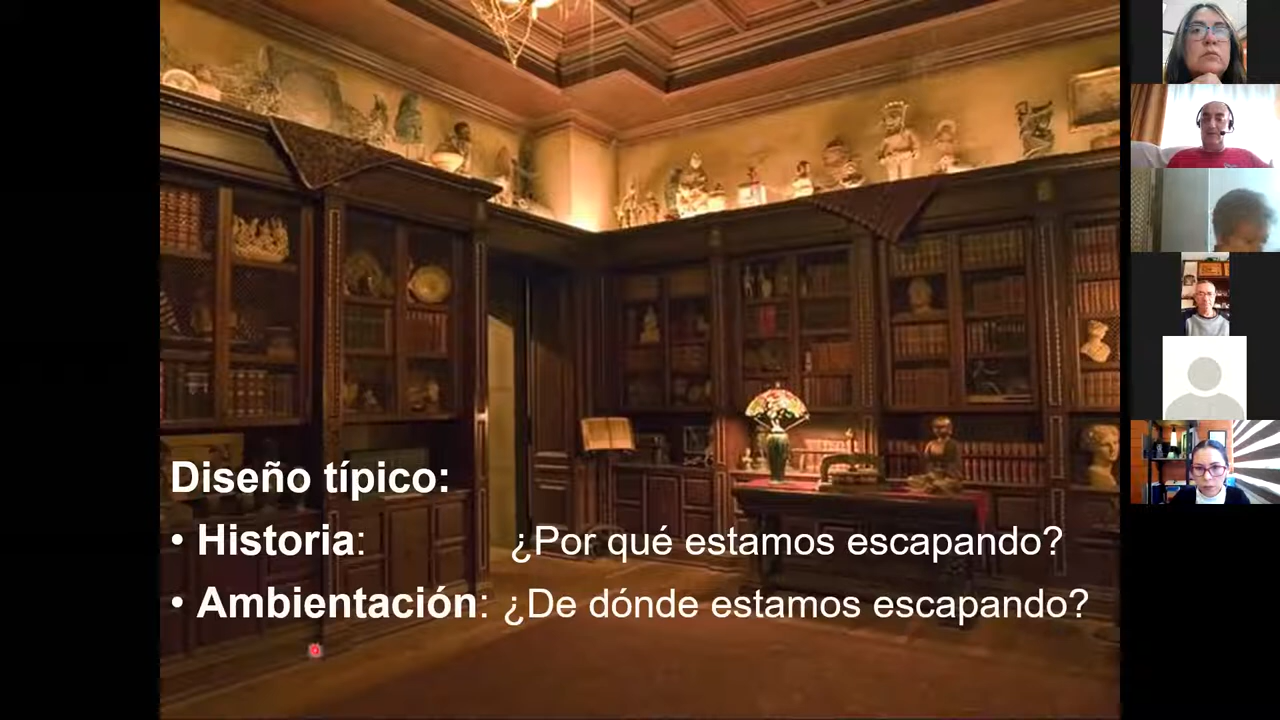 Diseño típico:
• Historia: ¿Por qué estamos escapando?
• Ambientación: ¿De dónde estamos escapando?